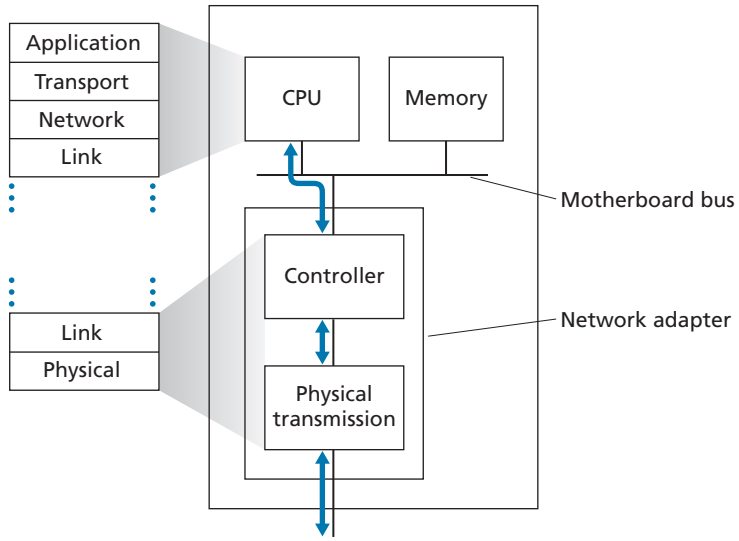 Application
Transport
Network
Link
CPU
Memory
Motherboard bus
Controller
Network adapter
Link
Physical
Physical
transmission